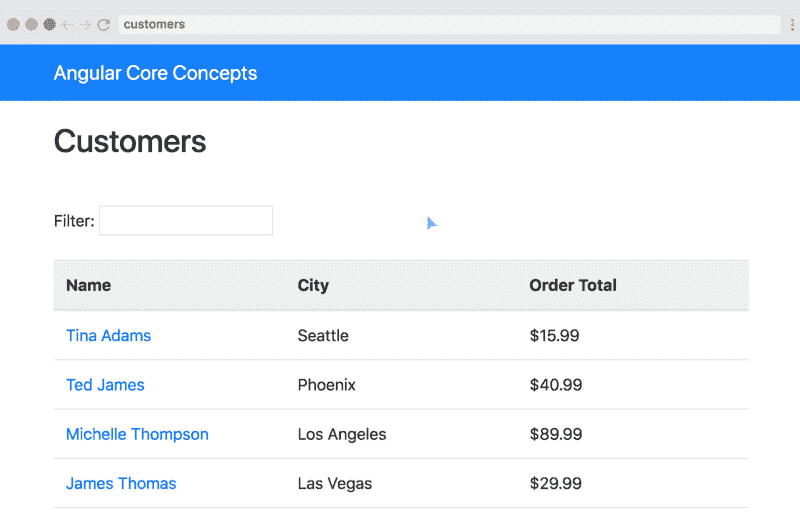 customers
Angular Core Concepts
Customers
Filter:
Name City Order Total
Tina Adams Seattle $15.99
Ted James Phoenix $40.99
Michelle Thompson Los Angeles $89.99
James Thomas Las Vegas $29.99